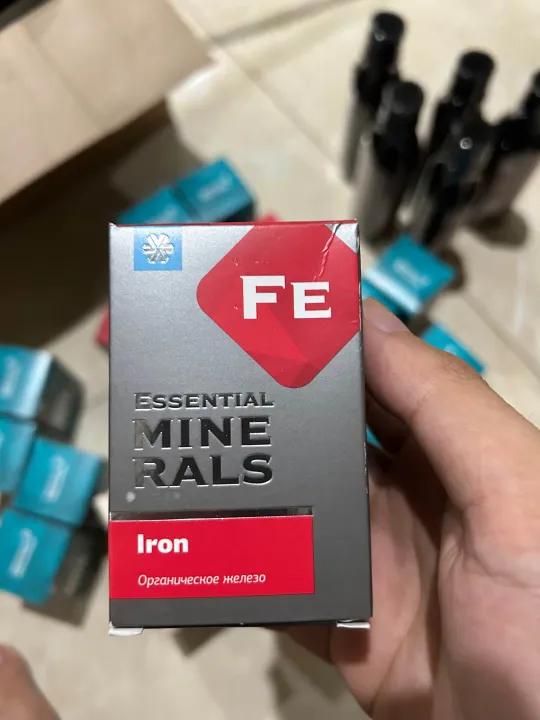 FE
ESSENTIAL
MINE
RALS
Iron
Органическое железо